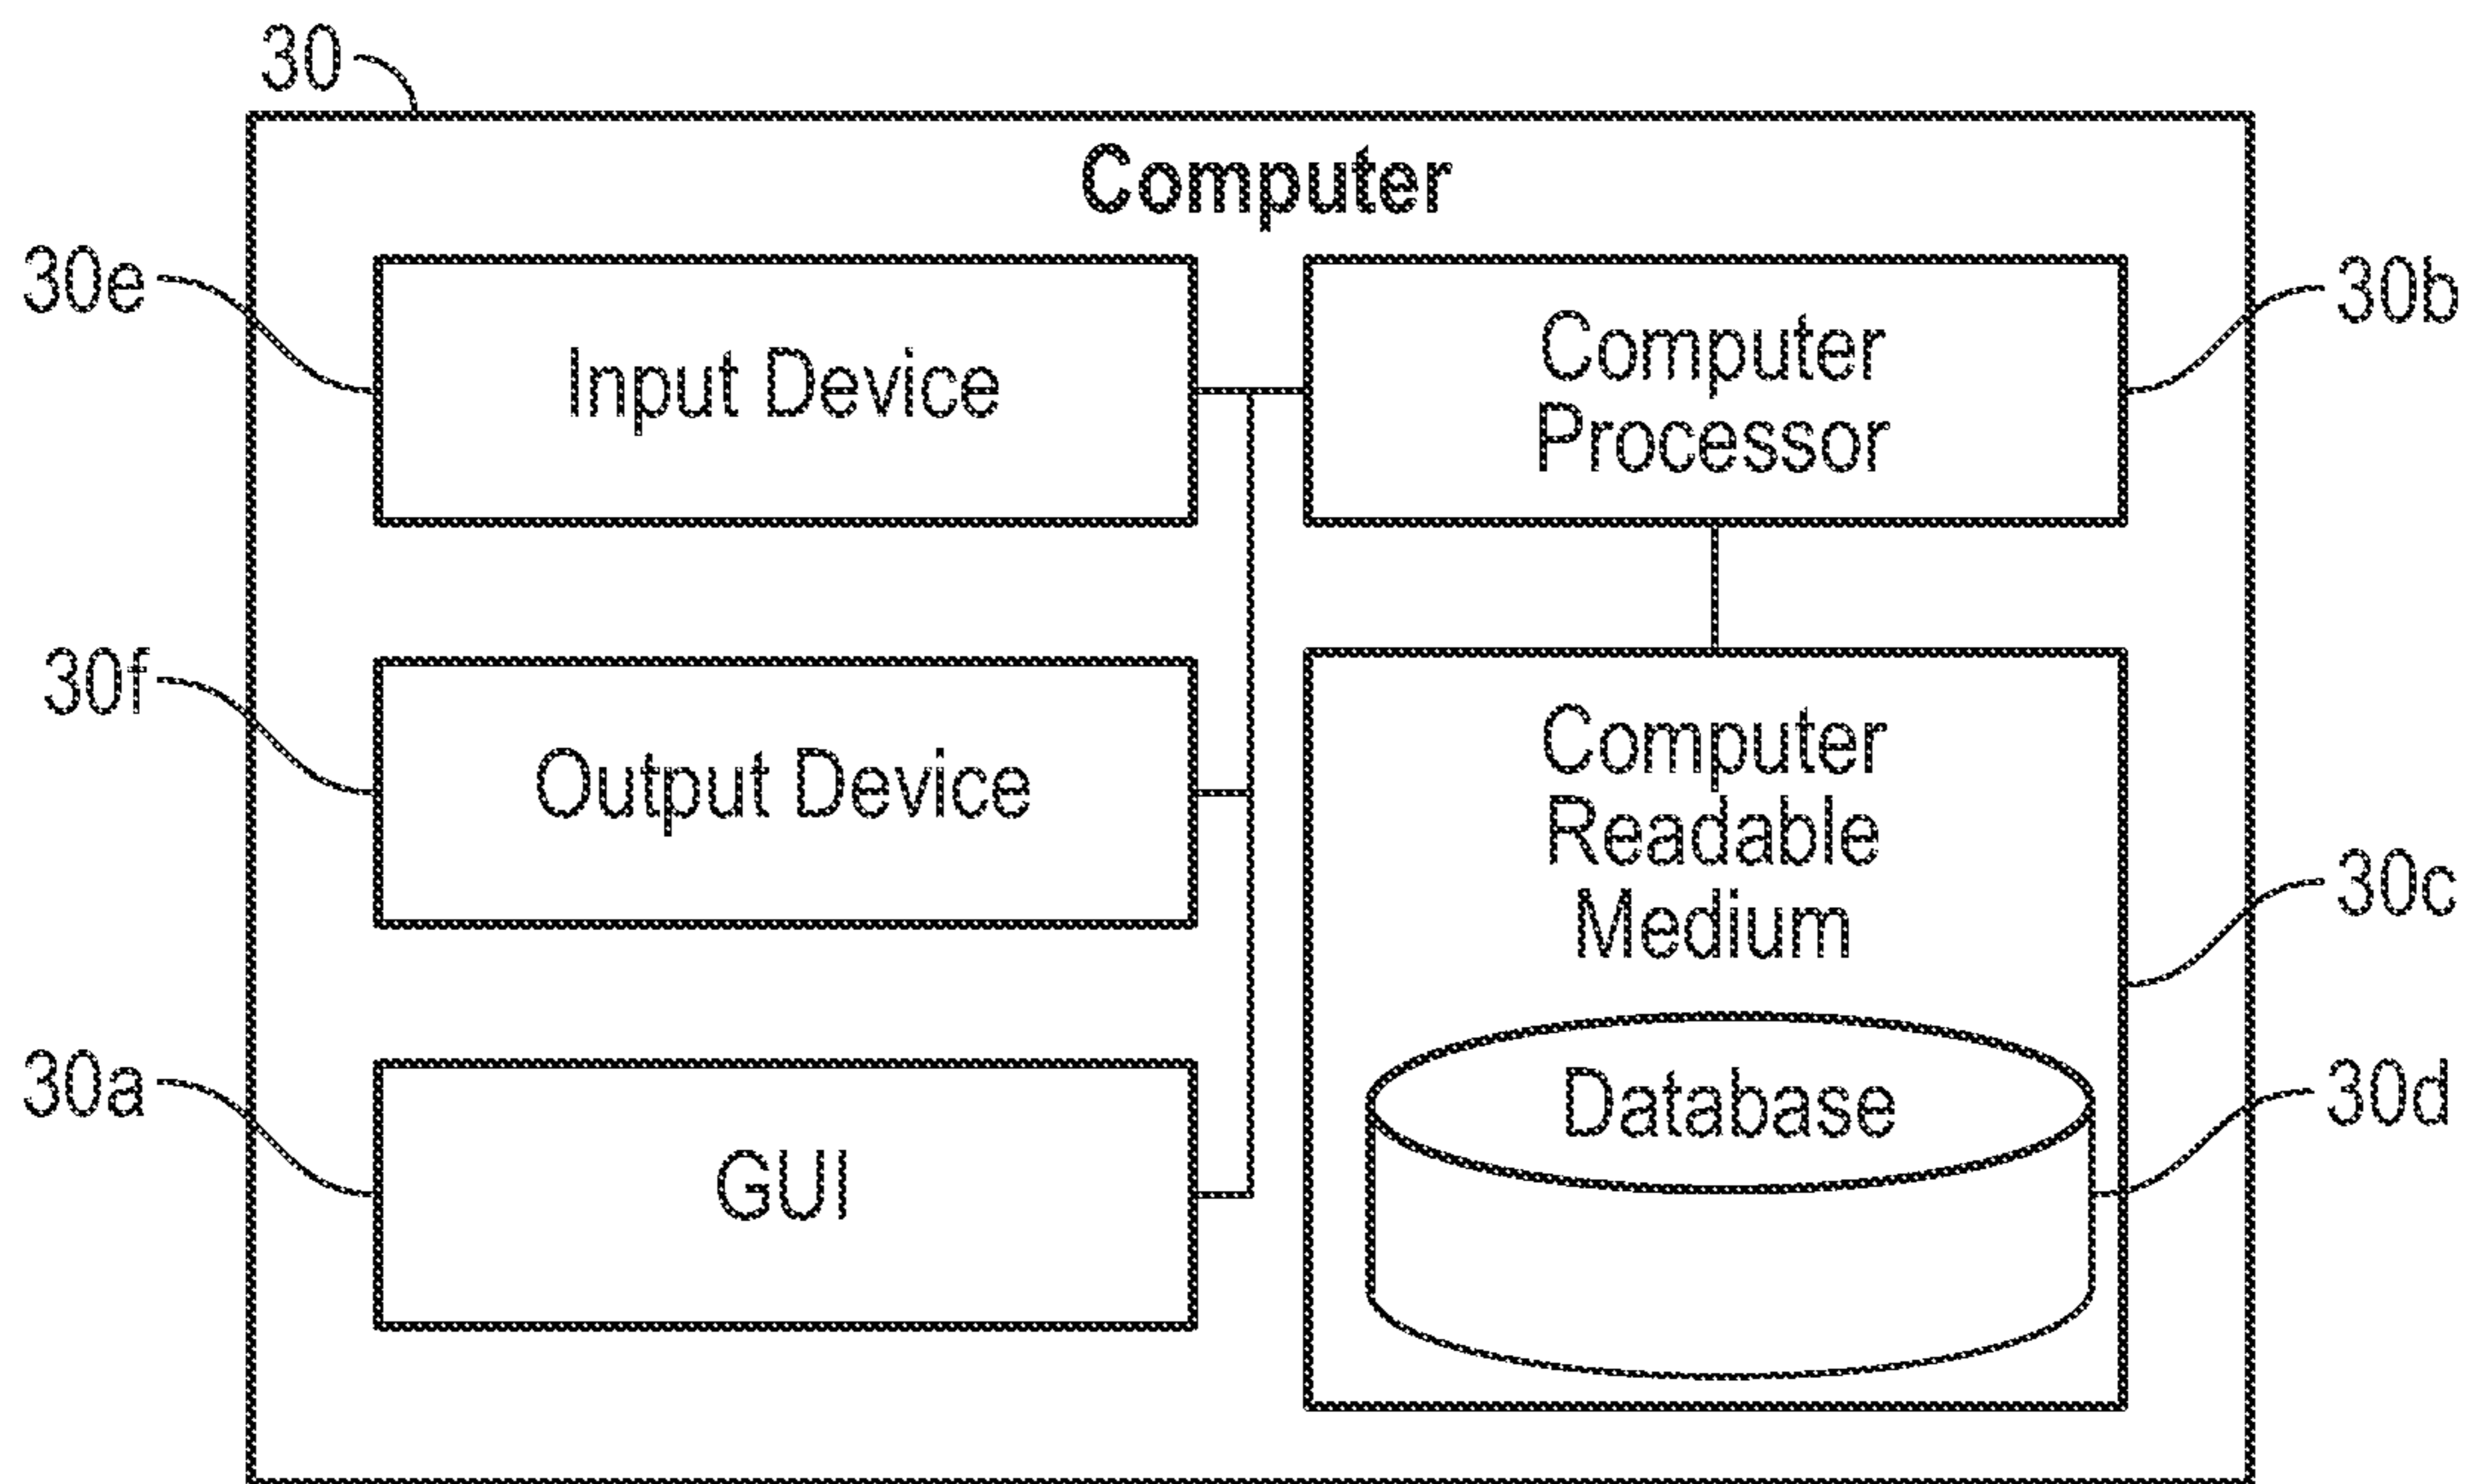 30
Computer
30e
Input Device
Computer
Processor
30b
30f
Output Device
Computer
Readable
Medium
30c
30a
GUI
Database
30d